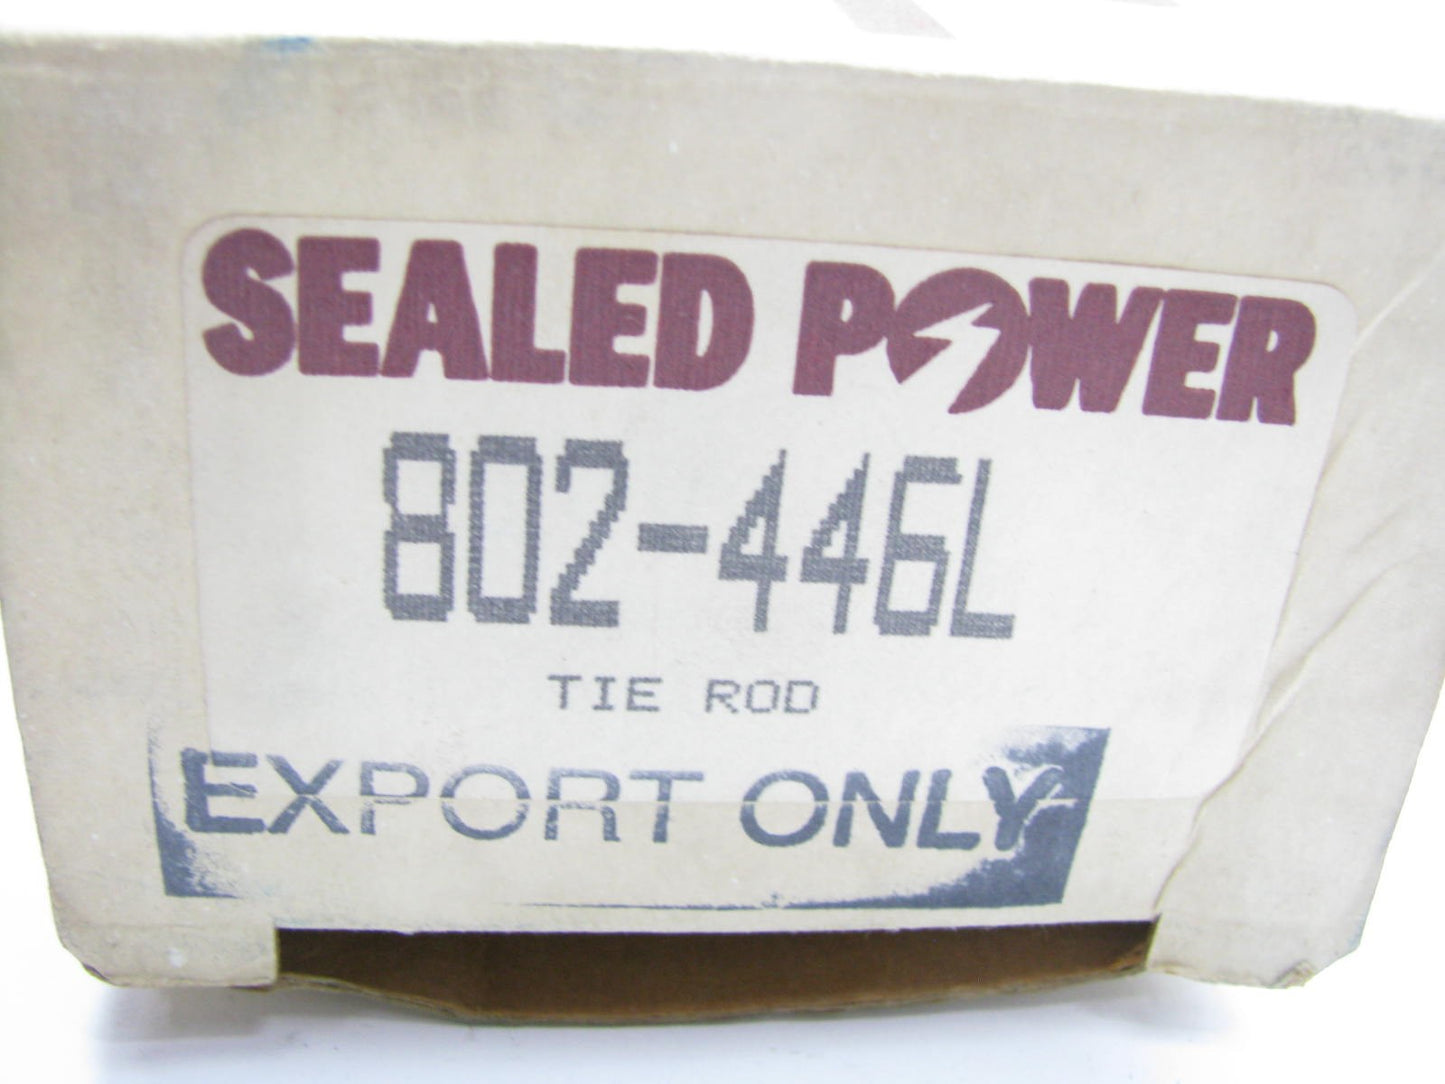 SEALED POWER
802-446L
TIE ROD
EXPORT ONLY